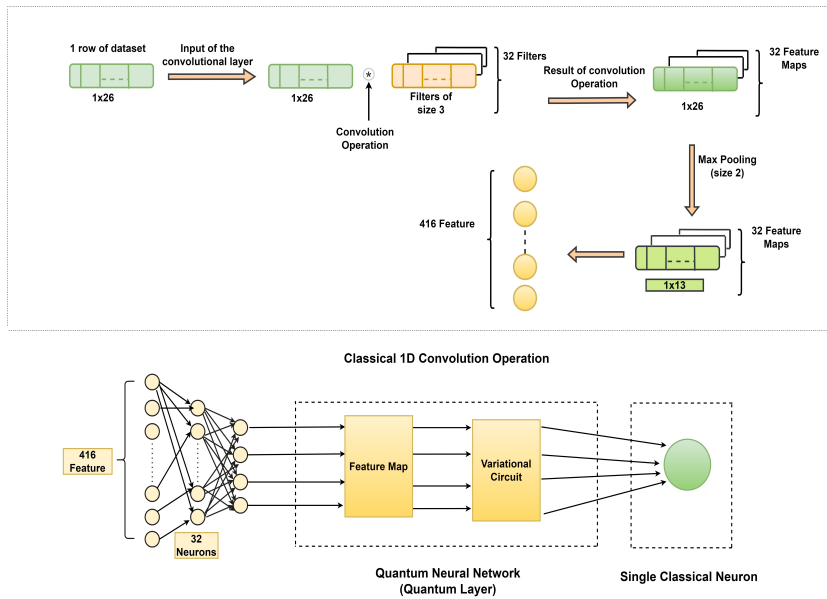 1 row of dataset
1x26
Input of the
convolutional layer
1x26
*
Convolution
Operation
Filters of
size 3
32 Filters
Result of convolution
Operation
1x26
32 Feature
Maps
Max Pooling
(size 2)
32 Feature
Maps
1x13
416 Feature
Classical 1D Convolution Operation
416
Feature
32
Neurons
Feature Map
Variational
Circuit
Quantum Neural Network
(Quantum Layer)
Single Classical Neuron